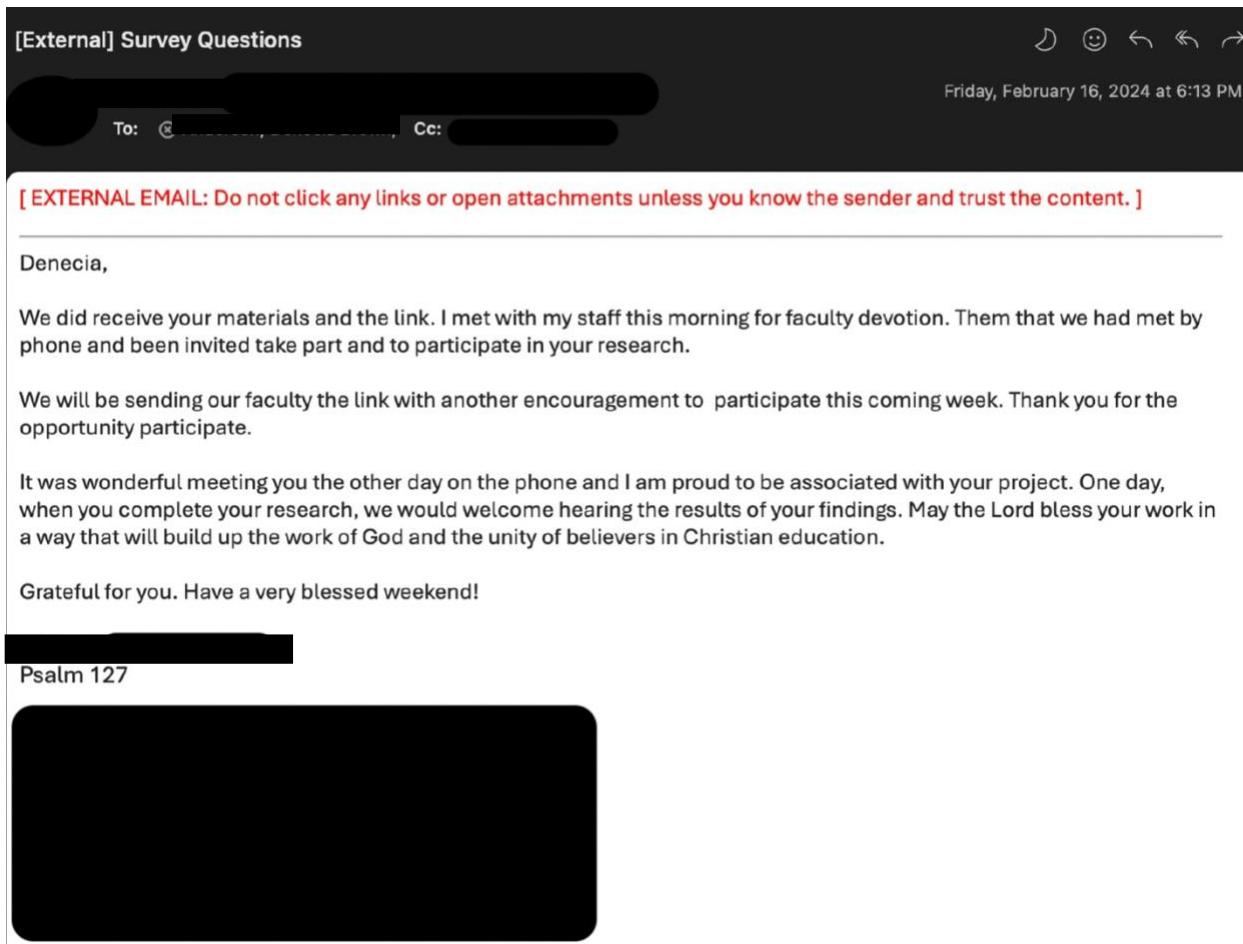 [External] Survey Questions
Friday, February 16, 2024 at 6:13 PM
To: Cc:
[ EXTERNAL EMAIL: Do not click any links or open attachments unless you know the sender and trust the content. ]
Denecia,
We did receive your materials and the link. I met with my staff this morning for faculty devotion. Them that we had met by
phone and been invited take part and to participate in your research.
We will be sending our faculty the link with another encouragement to  participate this coming week. Thank you for the
opportunity participate.
It was wonderful meeting you the other day on the phone and I am proud to be associated with your project. One day,
when you complete your research, we would welcome hearing the results of your findings. May the Lord bless your work in
a way that will build up the work of God and the unity of believers in Christian education.
Grateful for you. Have a very blessed weekend!
Psalm 127